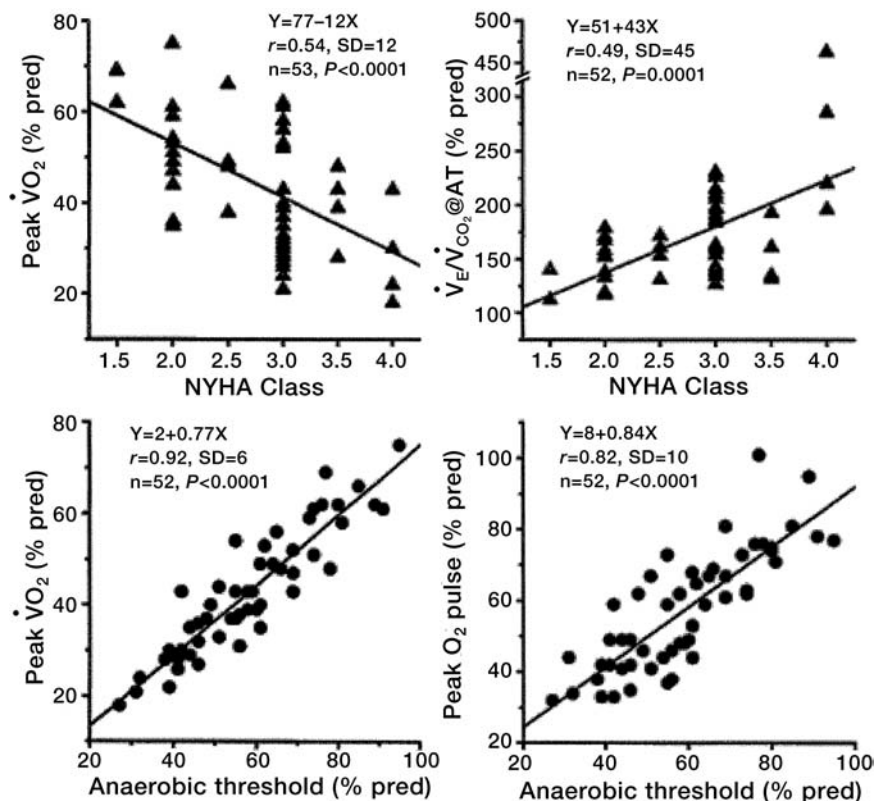 Y=77–12X
r=0.54, SD=12
n=53, P<0.0001
Peak V̇O₂ (% pred)
80
60
40
20
1.5 2.0 2.5 3.0 3.5 4.0
NYHA Class
Y=51+43X
r=0.49, SD=45
n=52, P=0.0001
V̇E/V̇CO₂@AT (% pred)
500
450
250
200
150
100
1.5 2.0 2.5 3.0 3.5 4.0
NYHA Class
Y=2+0.77X
r=0.92, SD=6
n=52, P<0.0001
Peak V̇O₂ (% pred)
80
60
40
20
20 40 60 80 100
Anaerobic threshold (% pred)
Y=8+0.84X
r=0.82, SD=10
n=52, P<0.0001
Peak O₂ pulse (% pred)
100
80
60
40
20
20 40 60 80 100
Anaerobic threshold (% pred)